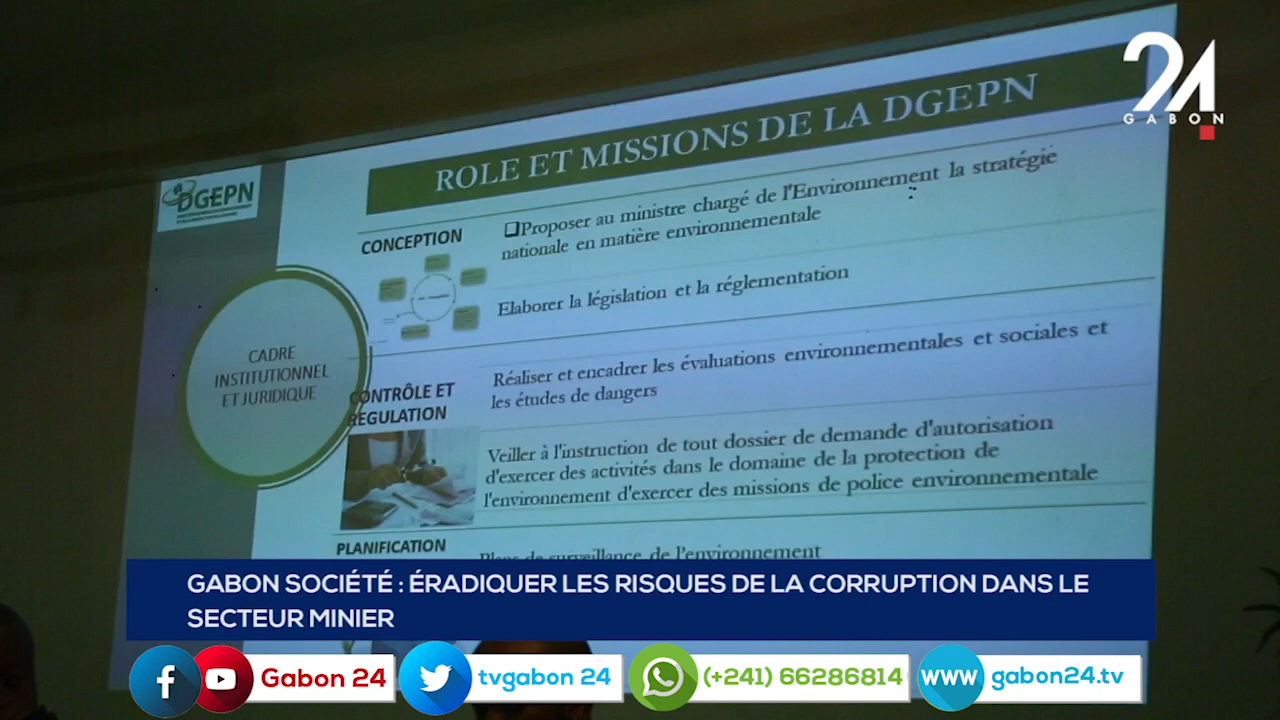 24
GABON
ROLE ET MISSIONS DE LA DGEPN
DGEPN
CONCEPTION
❑Proposer au ministre chargé de l'Environnement la stratégie
nationale en matière environnementale
Elaborer la législation et la réglementation
CADRE
INSTITUTIONNEL
ET JURIDIQUE
CONTRÔLE ET
RÉGULATION
Réaliser et encadrer les évaluations environnementales et sociales et
les études de dangers
Veiller à l'instruction de tout dossier de demande d'autorisation
d'exercer des activités dans le domaine de la protection de
l'environnement d'exercer des missions de police environnementale
PLANIFICATION
Plans de surveillance de l'environnement
GABON SOCIÉTÉ : ÉRADIQUER LES RISQUES DE LA CORRUPTION DANS LE
SECTEUR MINIER
Gabon 24
tvgabon 24
(+241) 66286814
www
gabon24.tv